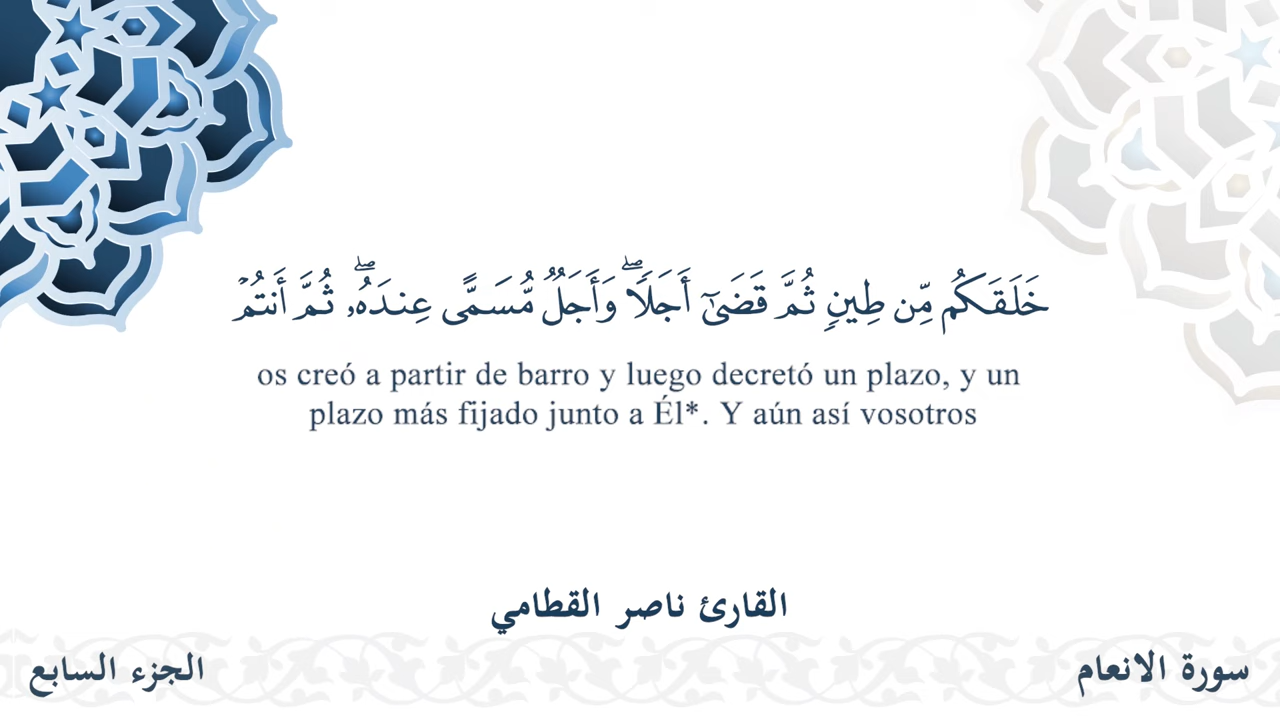 خَلَقَكُم مِّن طِينٍ ثُمَّ قَضَىٰٓ أَجَلًاۖ وَأَجَلٌ مُّسَمًّى عِندَهُۥۖ ثُمَّ أَنتُمۡ
os creó a partir de barro y luego decretó un plazo, y un
plazo más fijado junto a Él*. Y aún así vosotros
القارئ ناصر القطامي
سورة الانعام
الجزء السابع